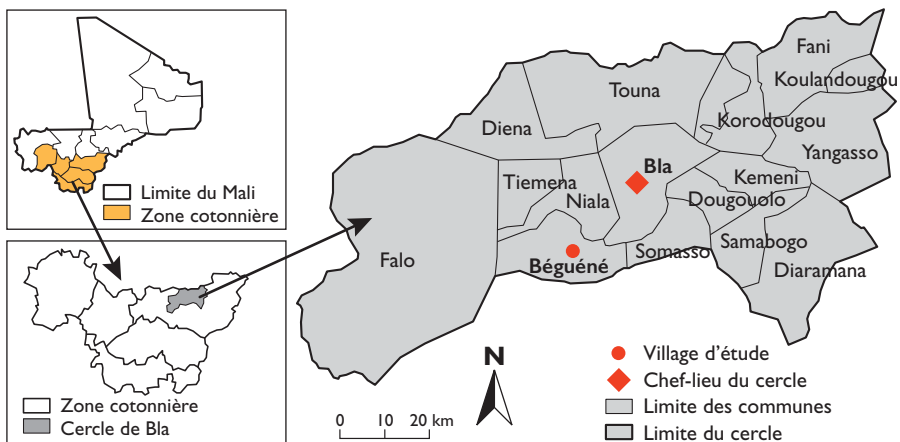 Limite du Mali
Zone cotonnière
Zone cotonnière
Cercle de Bla
Fani
Koulandougou
Touna
Korodougou
Diena
Yangasso
Bla
Tiemena
Kemeni
Niala
Dougouolo
Samabogo
Somasso
Falo
Béguéné
Diaramana
N
0 10 20 km
Village d'étude
Chef-lieu du cercle
Limite des communes
Limite du cercle